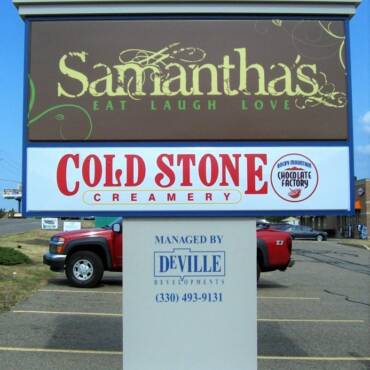 Samantha's
EAT LAUGH LOVE
COLD STONE
CREAMERY
ROCKY MOUNTAIN
CHOCOLATE
FACTORY
MANAGED BY
DEVILLE
DEVELOPMENTS
(330) 493-9131